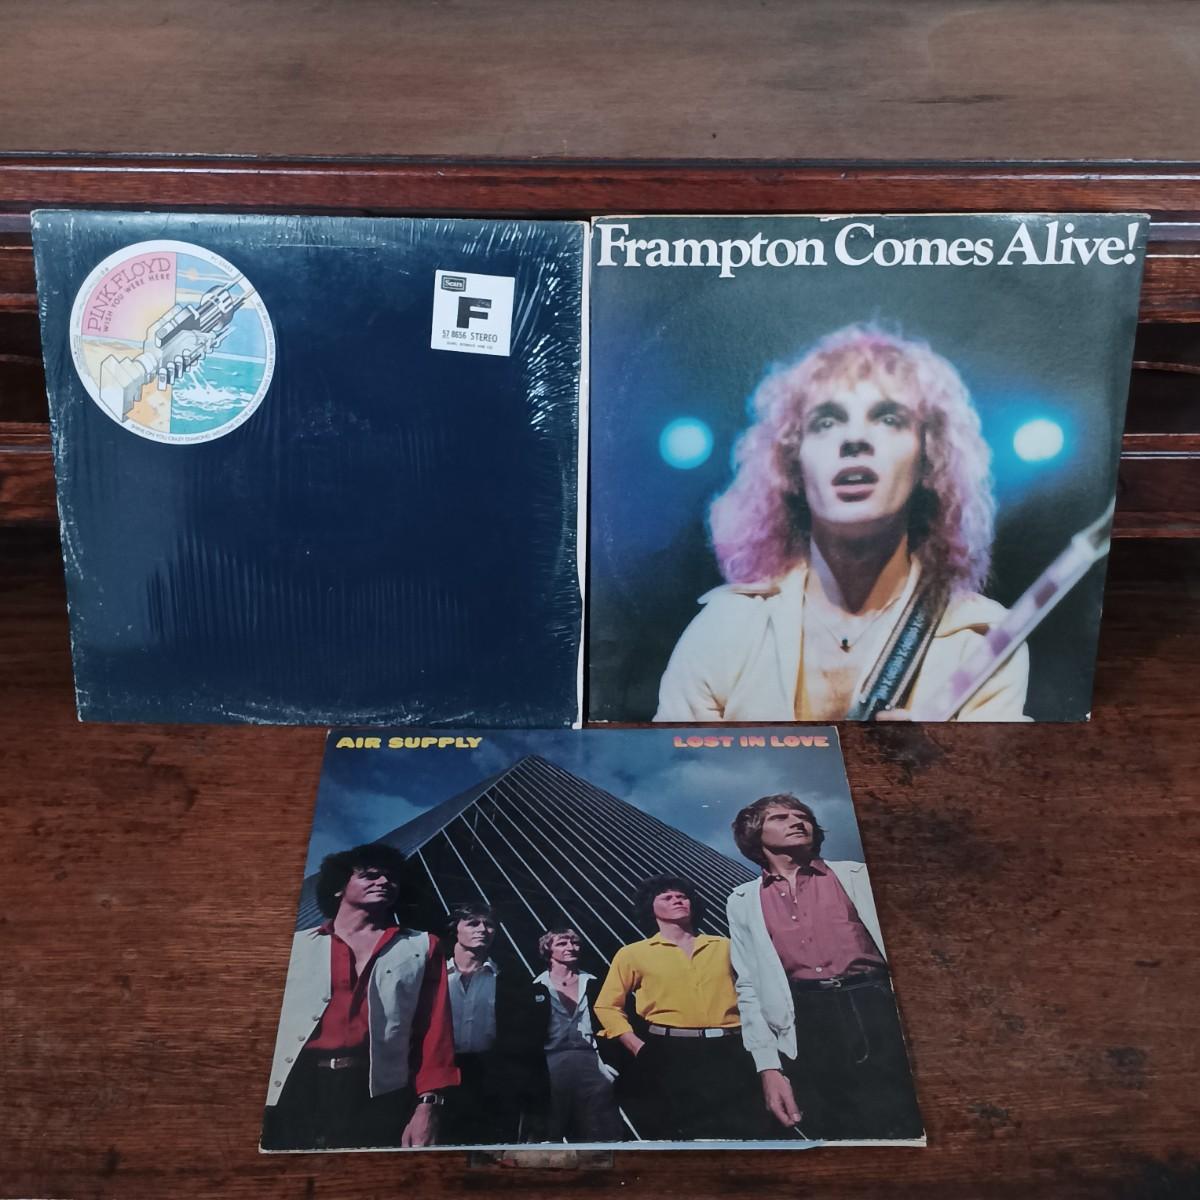 PINK FLOYD
WISH YOU WERE HERE
Sears
F
57 8656 STEREO
Frampton Comes Alive!
AIR SUPPLY
LOST IN LOVE